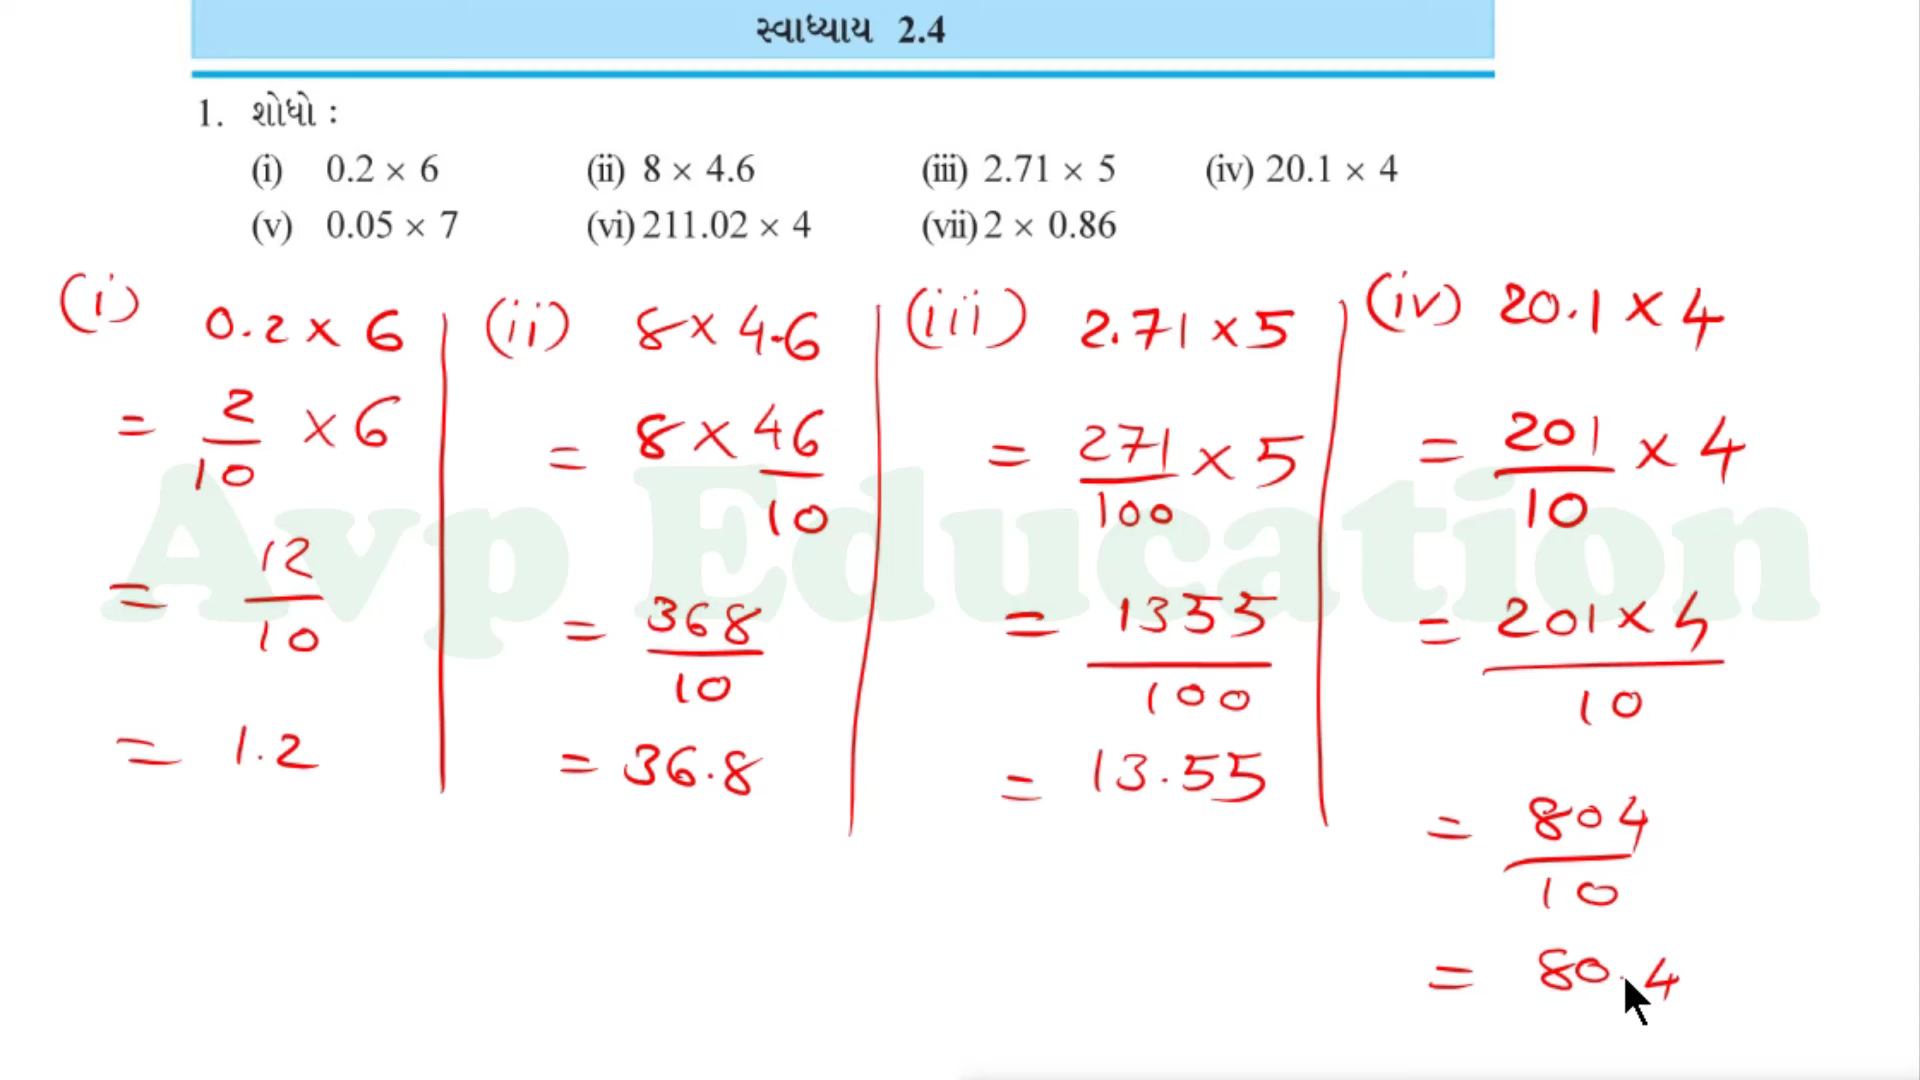 સ્વાધ્યાય 2.4
1. શોધો :
(i) 0.2 × 6 (ii) 8 × 4.6 (iii) 2.71 × 5 (iv) 20.1 × 4
(v) 0.05 × 7 (vi) 211.02 × 4 (vii) 2 × 0.86
(i) 0.2 × 6
= 2/10 × 6
= 12/10
= 1.2
(ii) 8 × 4.6
= 8 × 46/10
= 368/10
= 36.8
(iii) 2.71 × 5
= 271/100 × 5
= 1355/100
= 13.55
(iv) 20.1 × 4
= 201/10 × 4
= 201 × 4/10
= 804/10
= 80.4
Avp Education